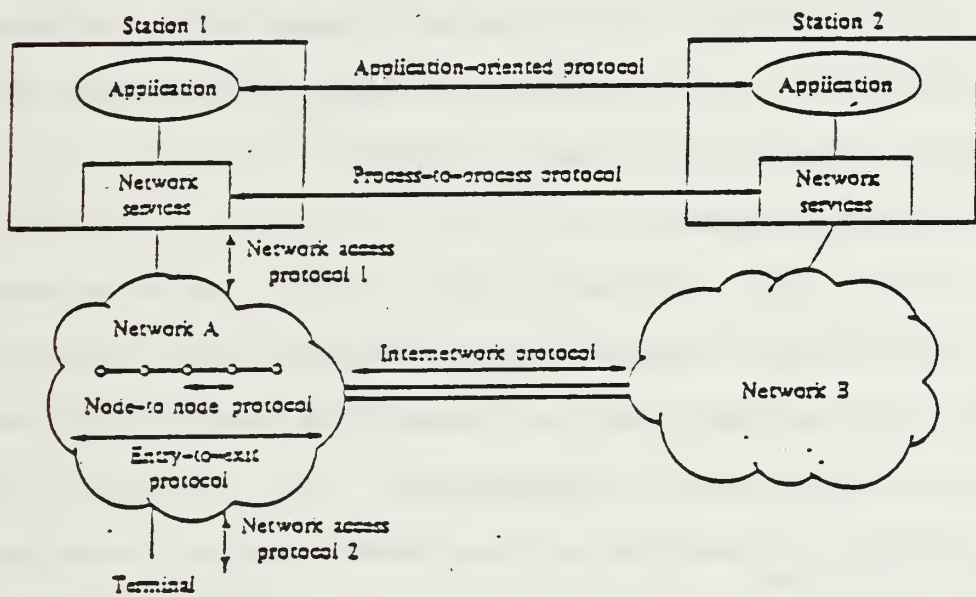 Station 1
Station 2
Application
Application-oriented protocol
Application
Network
services
Process-to-process protocol
Network
services
Network access
protocol 1
Network A
Internetwork protocol
Network B
Node-to node protocol
Entry-to-exit
protocol
Network access
protocol 2
Terminal